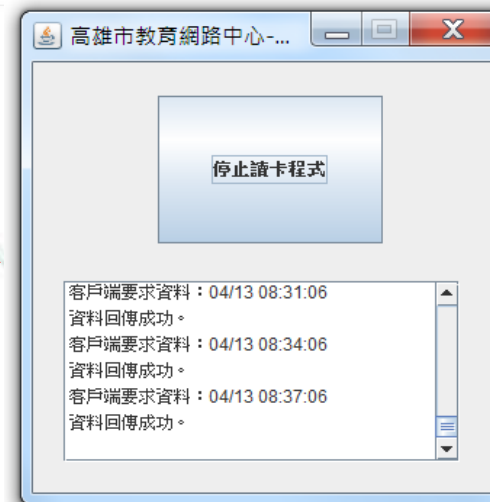 高雄市教育網路中心-...
停止讀卡程式
客戶端要求資料：04/13 08:31:06
資料回傳成功。
客戶端要求資料：04/13 08:34:06
資料回傳成功。
客戶端要求資料：04/13 08:37:06
資料回傳成功。